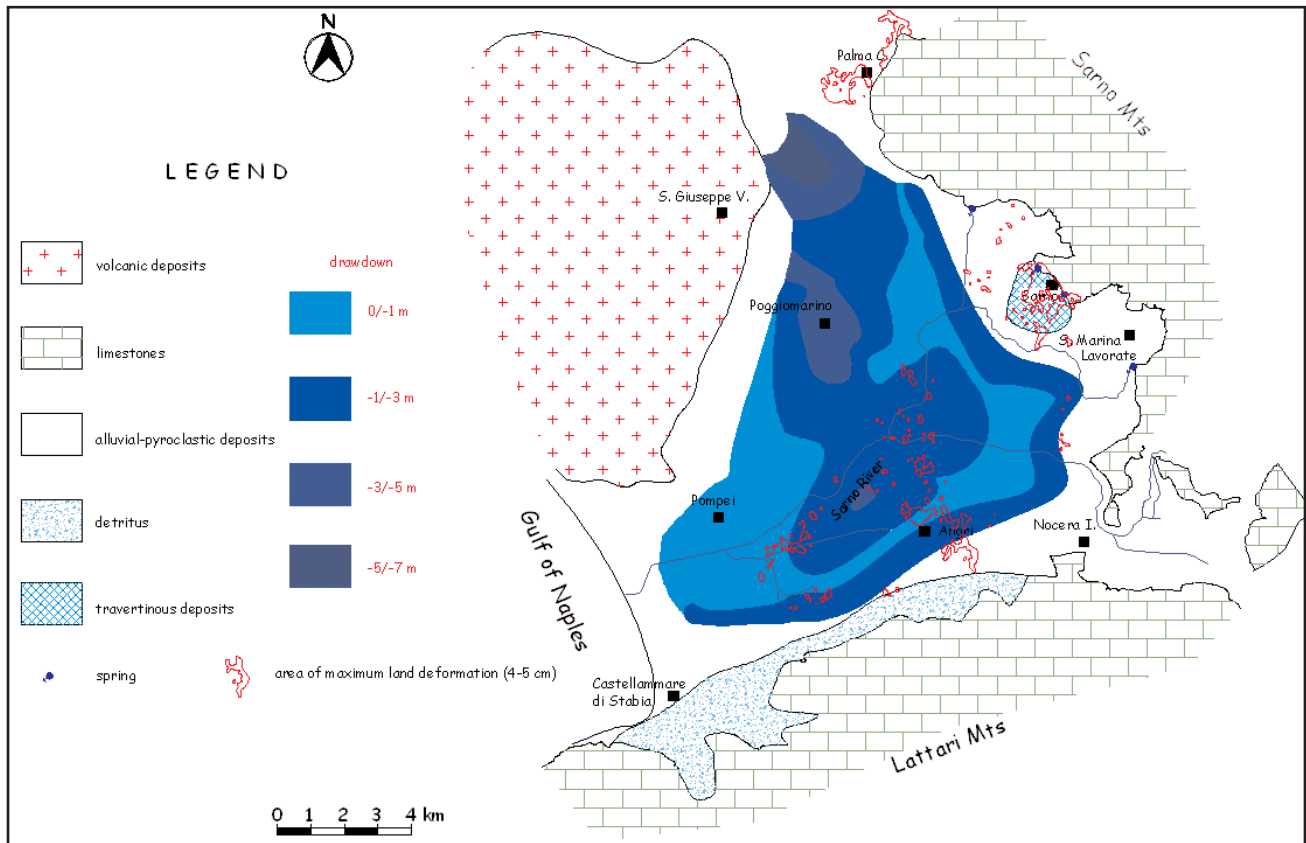 N
LEGEND
volcanic deposits
limestones
alluvial-pyroclastic deposits
detritus
travertinous deposits
spring
drawdown
0/-1 m
-1/-3 m
-3/-5 m
-5/-7 m
area of maximum land deformation (4-5 cm)
0 1 2 3 4 km
Palma C.
Sarno Mts
S. Giuseppe V.
Sarno
Poggiomarino
S. Marina
Lavorate
Sarno River
Pompei
Angri
Nocera I.
Gulf of Naples
Castellammare
di Stabia
Lattari Mts